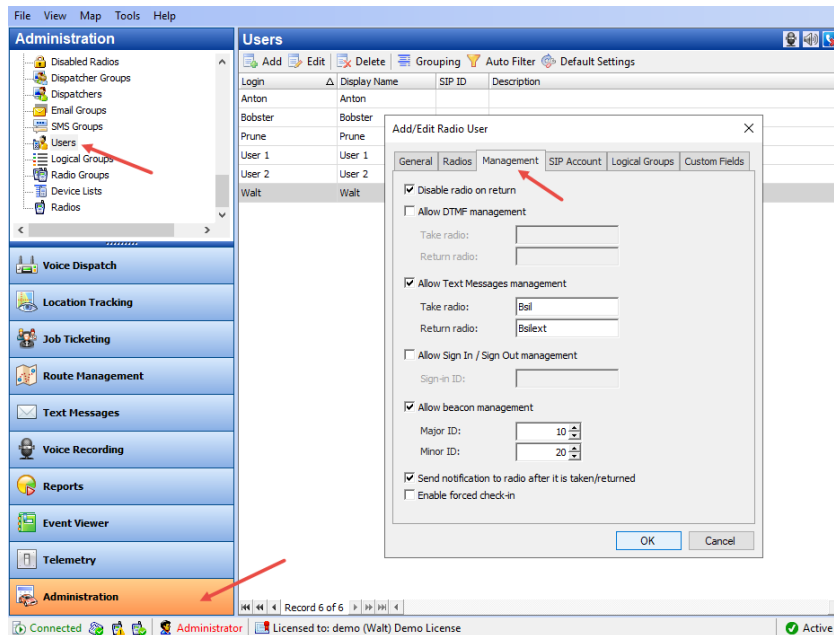 File View Map Tools Help
Administration
Disabled Radios
Dispatcher Groups
Dispatchers
Email Groups
SMS Groups
Users
Logical Groups
Radio Groups
Device Lists
Radios
Voice Dispatch
Location Tracking
Job Ticketing
Route Management
Text Messages
Voice Recording
Reports
Event Viewer
Telemetry
Administration
Users
Add Edit Delete Grouping Auto Filter Default Settings
Login Display Name SIP ID Description
Anton Anton
Bobster Bobster
Prune Prune
User 1 User 1
User 2 User 2
Walt Walt
Add/Edit Radio User
General Radios Management SIP Account Logical Groups Custom Fields
Disable radio on return
Allow DTMF management
Take radio:
Return radio:
Allow Text Messages management
Take radio: Bsil
Return radio: Bsilext
Allow Sign In / Sign Out management
Sign-in ID:
Allow beacon management
Major ID: 10
Minor ID: 20
Send notification to radio after it is taken/returned
Enable forced check-in
OK Cancel
Record 6 of 6
Connected Administrator Licensed to: demo (Walt) Demo License Active